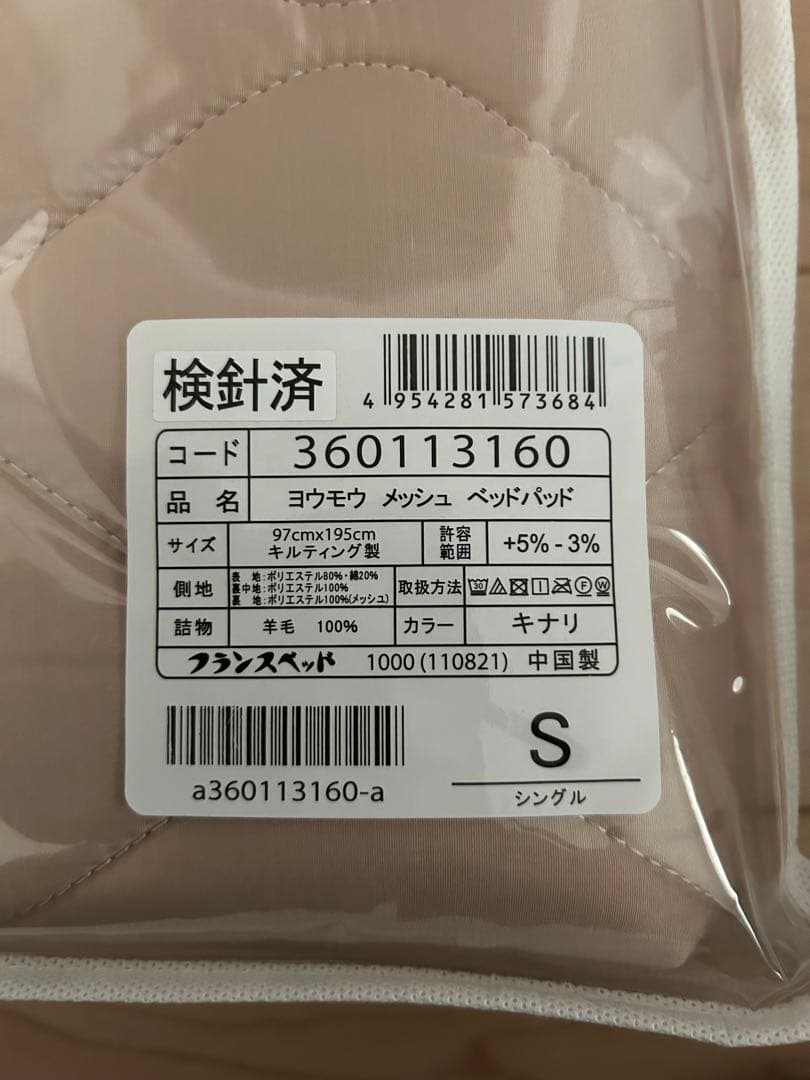 検針済
4 954281 573684
コード 360113160
品 名 ヨウモウ メッシュ ベッドパッド
サイズ 97cmx195cm キルティング製 許容範囲 +5% - 3%
側地 表 地:ポリエステル80%・綿20%
裏中地:ポリエステル100%
裏 地:ポリエステル100%(メッシュ)
取扱方法
詰物 羊毛 100% カラー キナリ
フランスベッド 1000 (110821) 中国製
a360113160-a
S
シングル